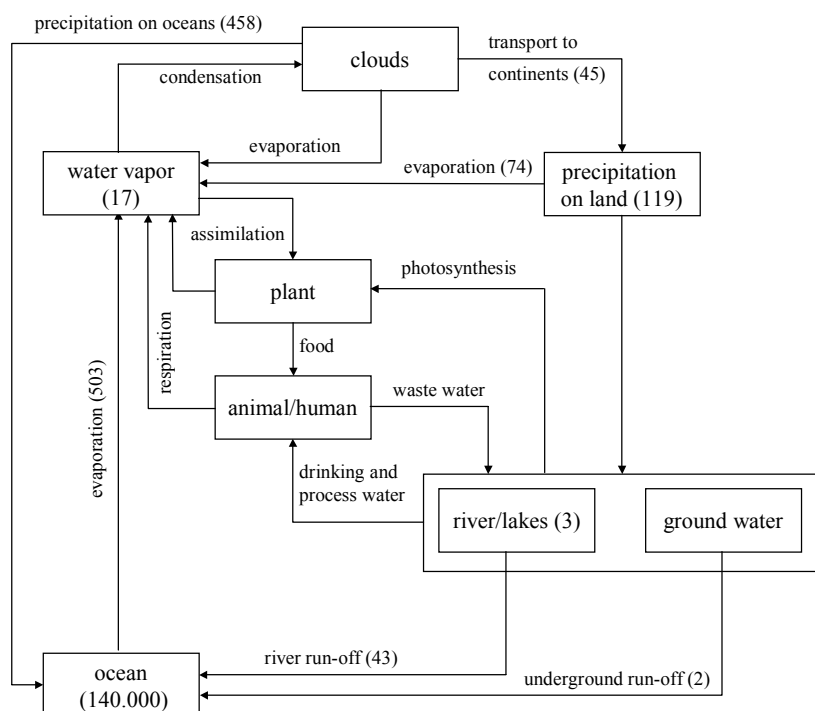 precipitation on oceans (458)
clouds
transport to
continents (45)
condensation
evaporation
water vapor
(17)
evaporation (74)
precipitation
on land (119)
assimilation
photosynthesis
plant
food
respiration
evaporation (503)
animal/human
waste water
drinking and
process water
river/lakes (3)
ground water
river run-off (43)
underground run-off (2)
ocean
(140.000)